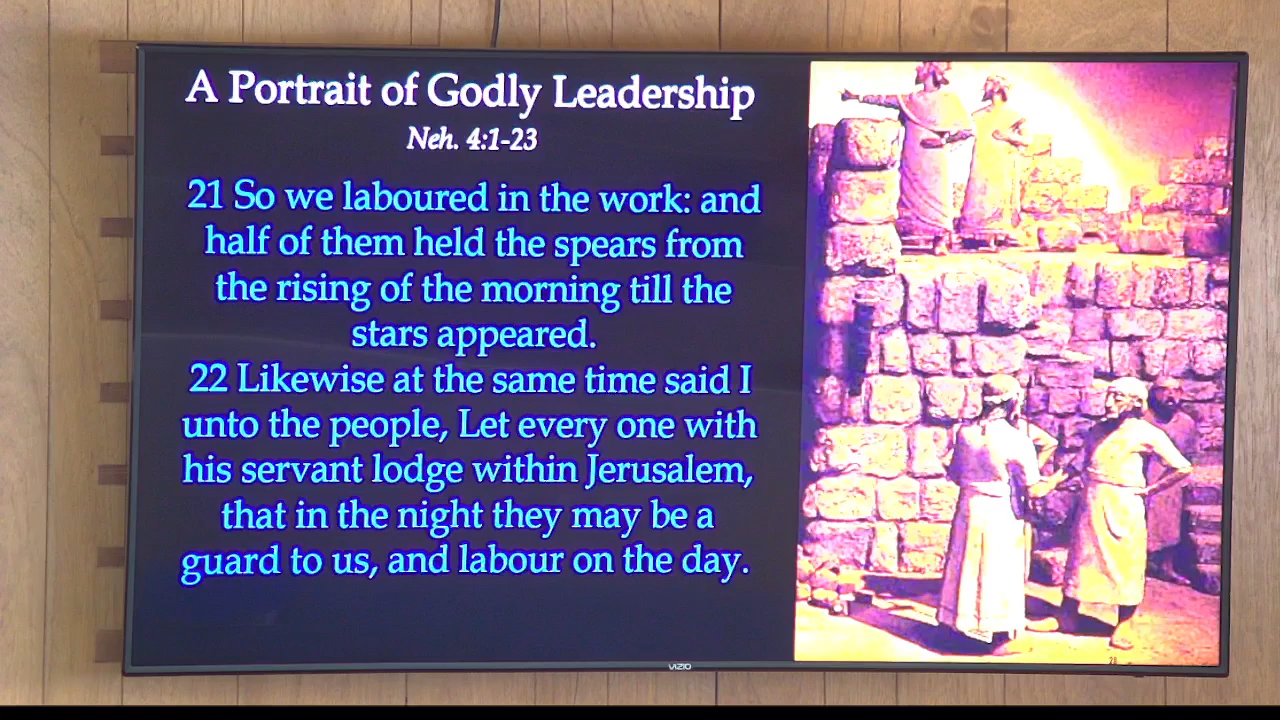 A Portrait of Godly Leadership
Neh. 4:1-23
21 So we laboured in the work: and
half of them held the spears from
the rising of the morning till the
stars appeared.
22 Likewise at the same time said I
unto the people, Let every one with
his servant lodge within Jerusalem,
that in the night they may be a
guard to us, and labour on the day.
VIZIO